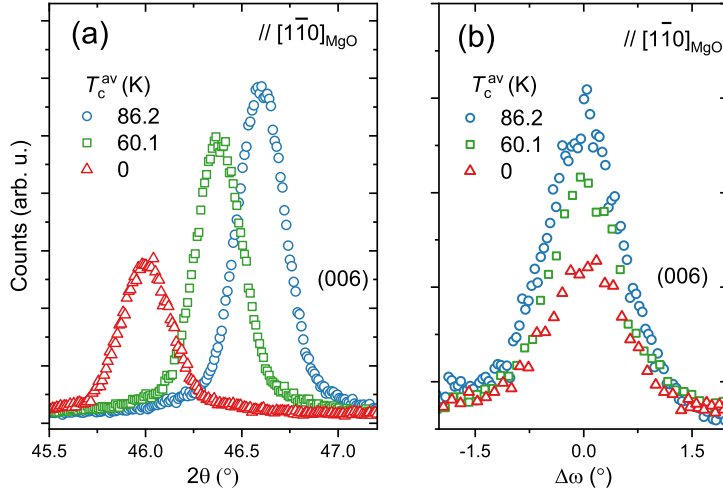 (a)
// [11̅0]MgO
Tcav (K)
86.2
60.1
0
(006)
Counts (arb. u.)
45.5 46.0 46.5 47.0
2θ (°)
(b)
// [11̅0]MgO
Tcav (K)
86.2
60.1
0
(006)
-1.5 0.0 1.5
Δω (°)